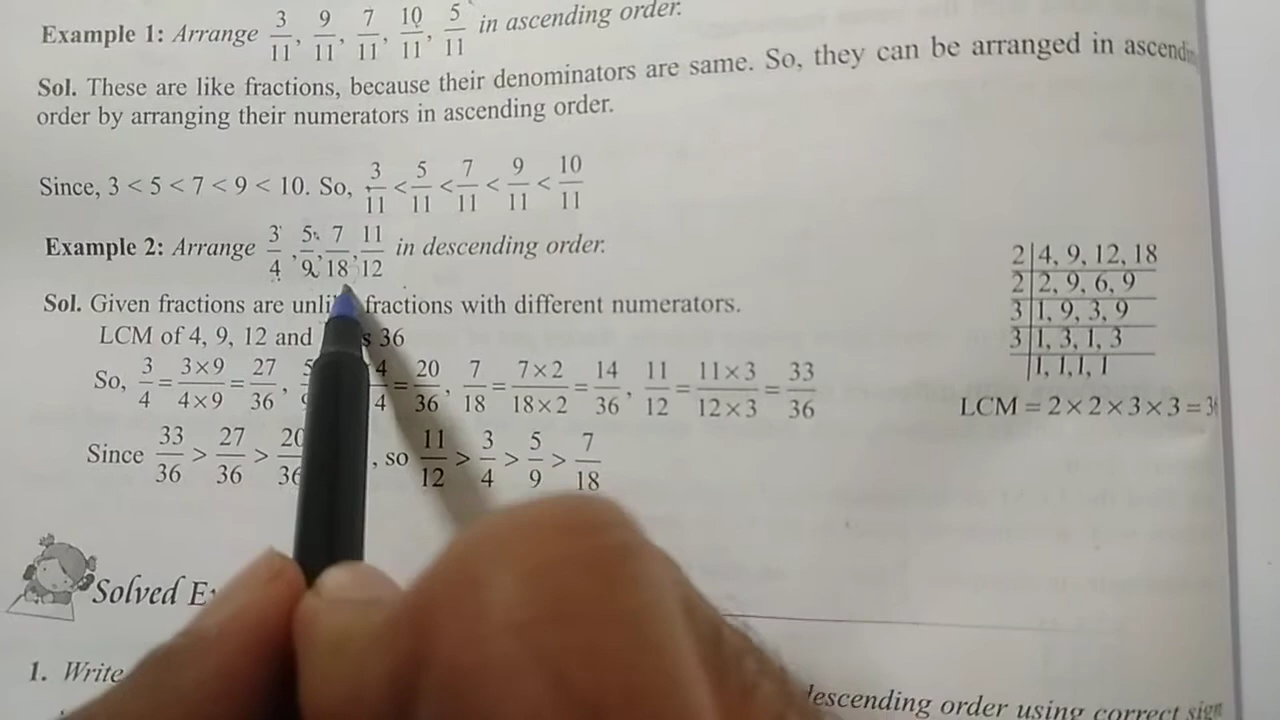 Example 1: Arrange 3/11, 9/11, 7/11, 10/11, 5/11 in ascending order.
Sol. These are like fractions, because their denominators are same. So, they can be arranged in
order by arranging their numerators in ascending order.
Since, 3 < 5 < 7 < 9 < 10. So, 3/11 < 5/11 < 7/11 < 9/11 < 10/11
Example 2: Arrange 3/4, 5/9, 7/18, 11/12 in descending order.
Sol. Given fractions are fractions with different numerators.
LCM of 4, 9, 12 and 36
So, 3/4 = 3×9/4×9 = 27/36, 4/4 = 20/36, 7/18 = 7×2/18×2 = 14/36, 11/12 = 11×3/12×3 = 33/36
Since 33/36 > 27/36 > , so 11/12 > 3/4 > 5/9 > 7/18
2 | 4, 9, 12, 18
2 | 2, 9, 6, 9
3 | 1, 9, 3, 9
3 | 1, 3, 1, 3
| 1, 1, 1, 1
LCM = 2×2×3×3 =
Solved
1. Write descending order using correct